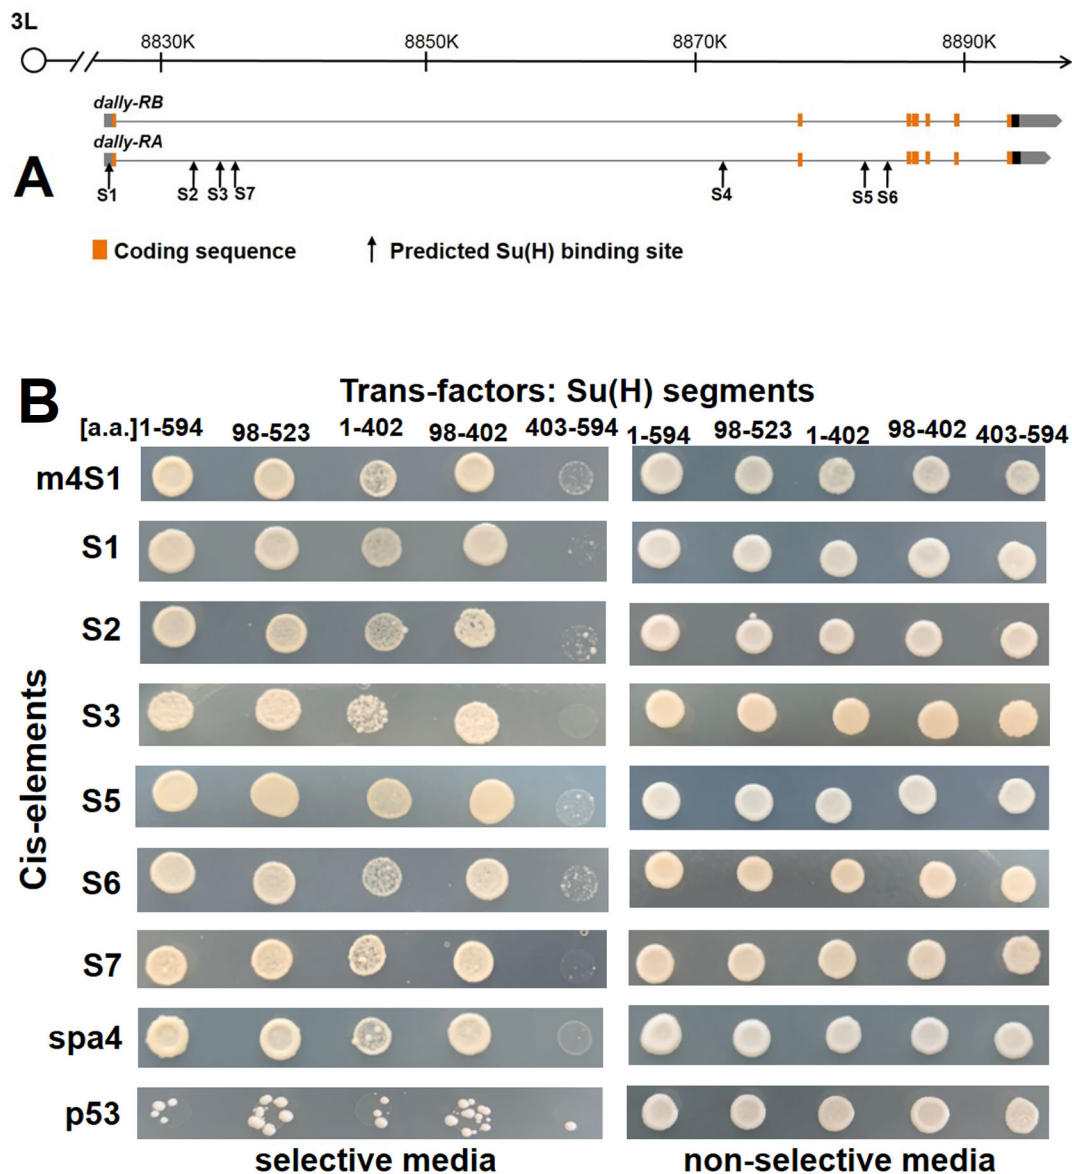 3L
8830K 8850K 8870K 8890K
dally-RB
dally-RA
A
S1 S2 S3 S7 S4 S5 S6
Coding sequence Predicted Su(H) binding site
B
Trans-factors: Su(H) segments
[a.a.] 1-594 98-523 1-402 98-402 403-594 1-594 98-523 1-402 98-402 403-594
Cis-elements
m4S1
S1
S2
S3
S5
S6
S7
spa4
p53
selective media non-selective media